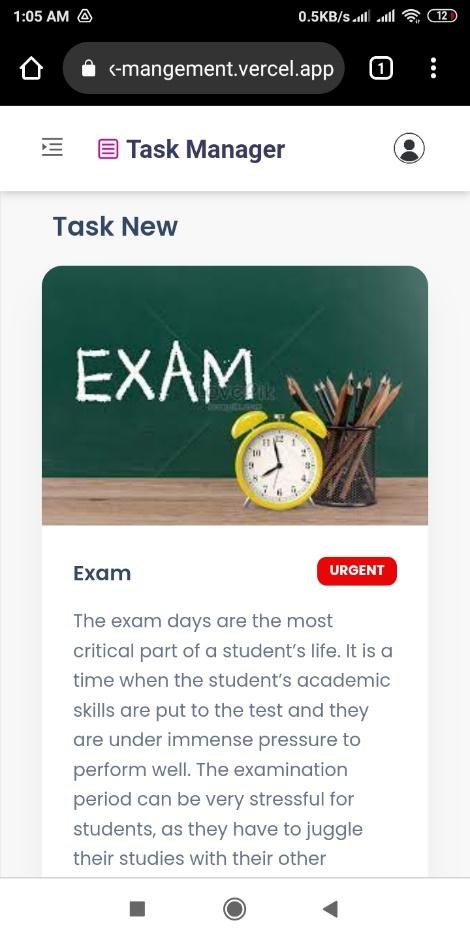 1:05 AM 0.5KB/s 12
‹-mangement.vercel.app 1
Task Manager
Task New
EXAM
Exam
URGENT
The exam days are the most
critical part of a student’s life. It is a
time when the student’s academic
skills are put to the test and they
are under immense pressure to
perform well. The examination
period can be very stressful for
students, as they have to juggle
their studies with their other